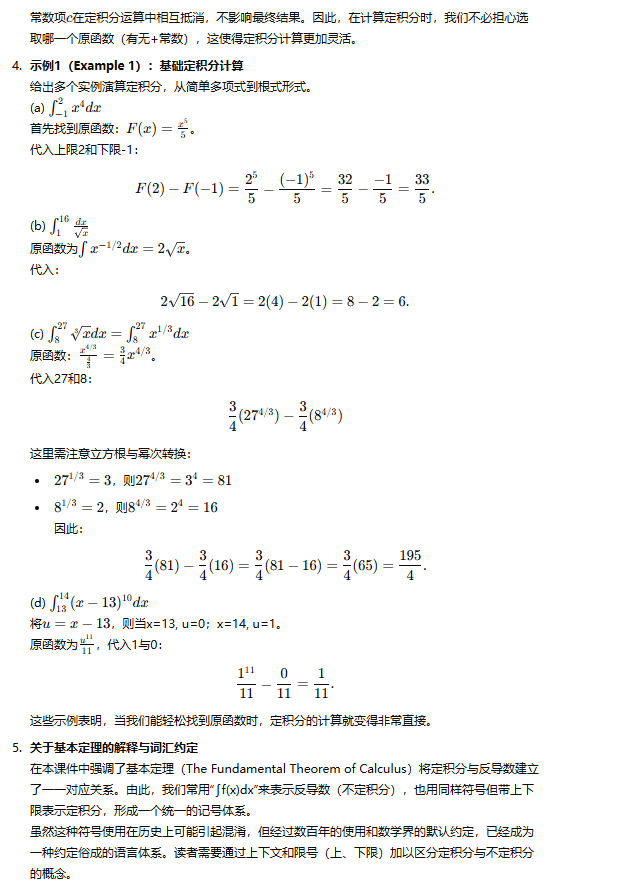 常数项c在定积分运算中相互抵消，不影响最终结果。因此，在计算定积分时，我们不必担心选
取哪一个原函数（有无+常数），这使得定积分计算更加灵活。
4. 示例1（Example 1）：基础定积分计算
给出多个实例演算定积分，从简单多项式到根式形式。
(a) ∫_{-1}^{2} x^4 dx
首先找到原函数：F(x) = x^5/5。
代入上限2和下限-1：
F(2) − F(−1) = 2^5/5 − (−1)^5/5 = 32/5 − −1/5 = 33/5.
(b) ∫_{1}^{16} dx/√x
原函数为∫ x^{−1/2} dx = 2√x。
代入：
2√16 − 2√1 = 2(4) − 2(1) = 8 − 2 = 6.
(c) ∫_{8}^{27} ∛x dx = ∫_{8}^{27} x^{1/3} dx
原函数：x^{4/3}/(4/3) = 3/4 x^{4/3}。
代入27和8：
3/4 (27^{4/3}) − 3/4 (8^{4/3})
这里需注意立方根与幂次转换：
• 27^{1/3} = 3，则27^{4/3} = 3^4 = 81
• 8^{1/3} = 2，则8^{4/3} = 2^4 = 16
因此：
3/4 (81) − 3/4 (16) = 3/4 (81 − 16) = 3/4 (65) = 195/4.
(d) ∫_{13}^{14} (x − 13)^{10} dx
将u = x − 13，则当x=13, u=0；x=14, u=1。
原函数为u^{11}/11，代入1与0：
1^{11}/11 − 0/11 = 1/11.
这些示例表明，当我们能轻松找到原函数时，定积分的计算就变得非常直接。
5. 关于基本定理的解释与词汇约定
在本课件中强调了基本定理（The Fundamental Theorem of Calculus）将定积分与反导数建立
了一一对应关系。由此，我们常用“∫f(x)dx”来表示反导数（不定积分），也用同样符号但带上下
限表示定积分，形成一个统一的记号体系。
虽然这种符号使用在历史上可能引起混淆，但经过数百年的使用和数学界的默认约定，已经成为
一种约定俗成的语言体系。读者需要通过上下文和限号（上、下限）加以区分定积分与不定积分
的概念。